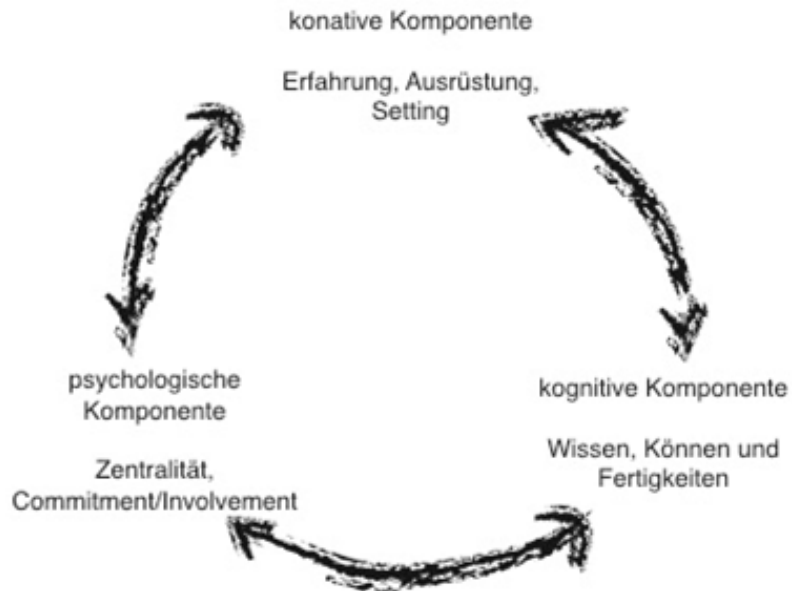 konative Komponente
Erfahrung, Ausrüstung,
Setting
psychologische
Komponente
Zentralität,
Commitment/Involvement
kognitive Komponente
Wissen, Können und
Fertigkeiten